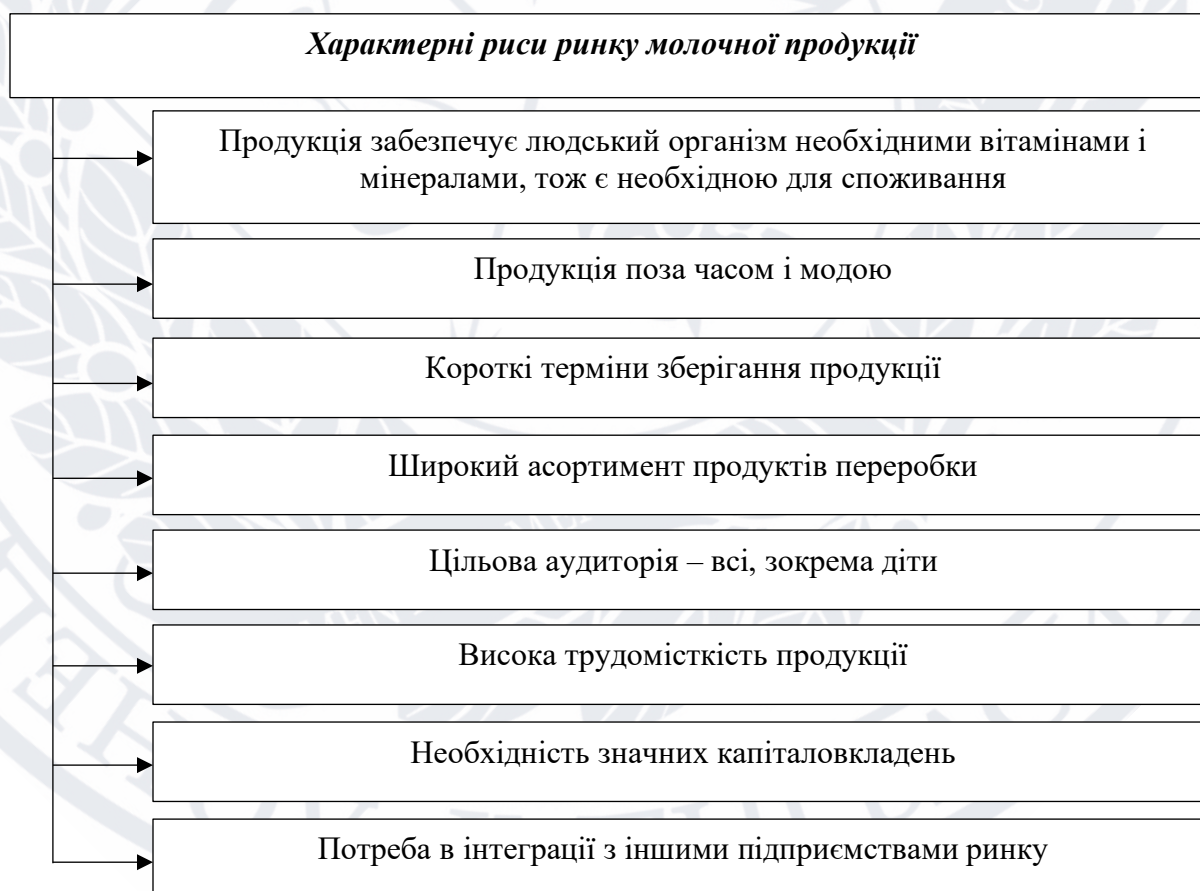 Характерні риси ринку молочної продукції
Продукція забезпечує людський організм необхідними вітамінами і
мінералами, тож є необхідною для споживання
Продукція поза часом і модою
Короткі терміни зберігання продукції
Широкий асортимент продуктів переробки
Цільова аудиторія – всі, зокрема діти
Висока трудомісткість продукції
Необхідність значних капіталовкладень
Потреба в інтеграції з іншими підприємствами ринку